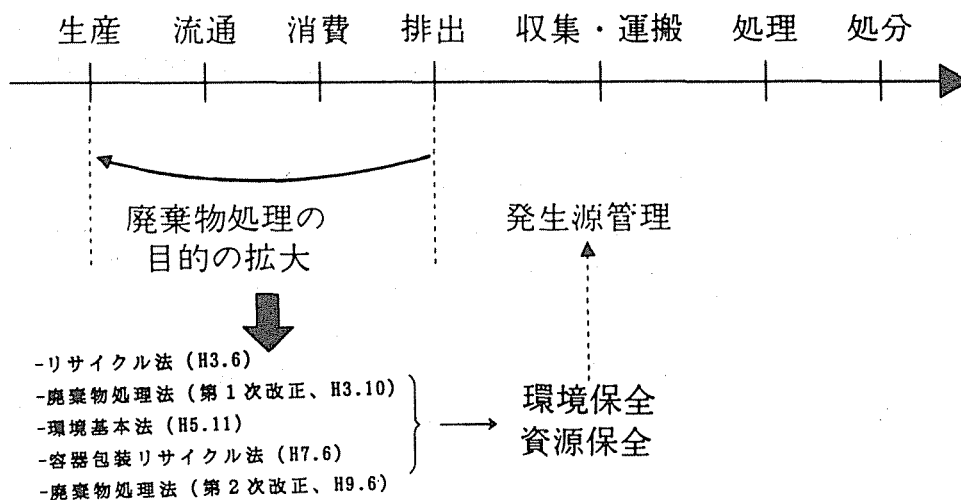 生産 流通 消費 排出 収集・運搬 処理 処分
廃棄物処理の
目的の拡大
発生源管理
-リサイクル法(H3.6)
-廃棄物処理法(第1次改正、H3.10)
-環境基本法(H5.11)
-容器包装リサイクル法(H7.6)
-廃棄物処理法(第2次改正、H9.6)
環境保全
資源保全